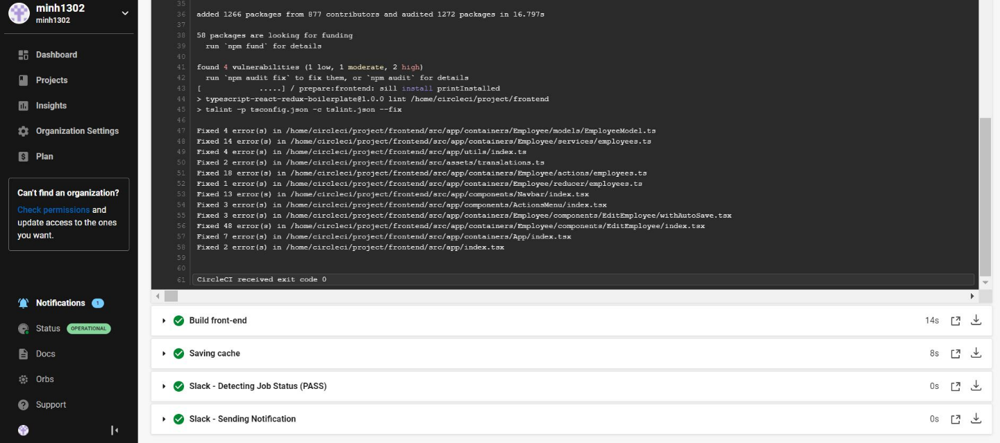 minh1302
minh1302
Dashboard
Projects
Insights
Organization Settings
Plan
Can't find an organization?
Check permissions and
update access to the ones
you want.
Notifications 1
Status OPERATIONAL
Docs
Orbs
Support
35
36 added 1266 packages from 877 contributors and audited 1272 packages in 16.797s
37
38 58 packages are looking for funding
39 run `npm fund` for details
40
41 found 4 vulnerabilities (1 low, 1 moderate, 2 high)
42 run `npm audit fix` to fix them, or `npm audit` for details
43 [ .....] / prepare:frontend: sill install printInstalled
44 > typescript-react-redux-boilerplate@1.0.0 lint /home/circleci/project/frontend
45 > tslint -p tsconfig.json -c tslint.json --fix
46
47 Fixed 4 error(s) in /home/circleci/project/frontend/src/app/containers/Employee/models/EmployeeModel.ts
48 Fixed 14 error(s) in /home/circleci/project/frontend/src/app/containers/Employee/services/employees.ts
49 Fixed 4 error(s) in /home/circleci/project/frontend/src/app/utils/index.ts
50 Fixed 2 error(s) in /home/circleci/project/frontend/src/assets/translations.ts
51 Fixed 18 error(s) in /home/circleci/project/frontend/src/app/containers/Employee/actions/employees.ts
52 Fixed 1 error(s) in /home/circleci/project/frontend/src/app/containers/Employee/reducer/employees.ts
53 Fixed 13 error(s) in /home/circleci/project/frontend/src/app/components/Navbar/index.tsx
54 Fixed 3 error(s) in /home/circleci/project/frontend/src/app/components/ActionsMenu/index.tsx
55 Fixed 3 error(s) in /home/circleci/project/frontend/src/app/containers/Employee/components/EditEmployee/withAutoSave.tsx
56 Fixed 48 error(s) in /home/circleci/project/frontend/src/app/containers/Employee/components/EditEmployee/index.tsx
57 Fixed 7 error(s) in /home/circleci/project/frontend/src/app/containers/App/index.tsx
58 Fixed 2 error(s) in /home/circleci/project/frontend/src/app/index.tsx
59
60
61 CircleCI received exit code 0
Build front-end 14s
Saving cache 8s
Slack - Detecting Job Status (PASS) 0s
Slack - Sending Notification 0s